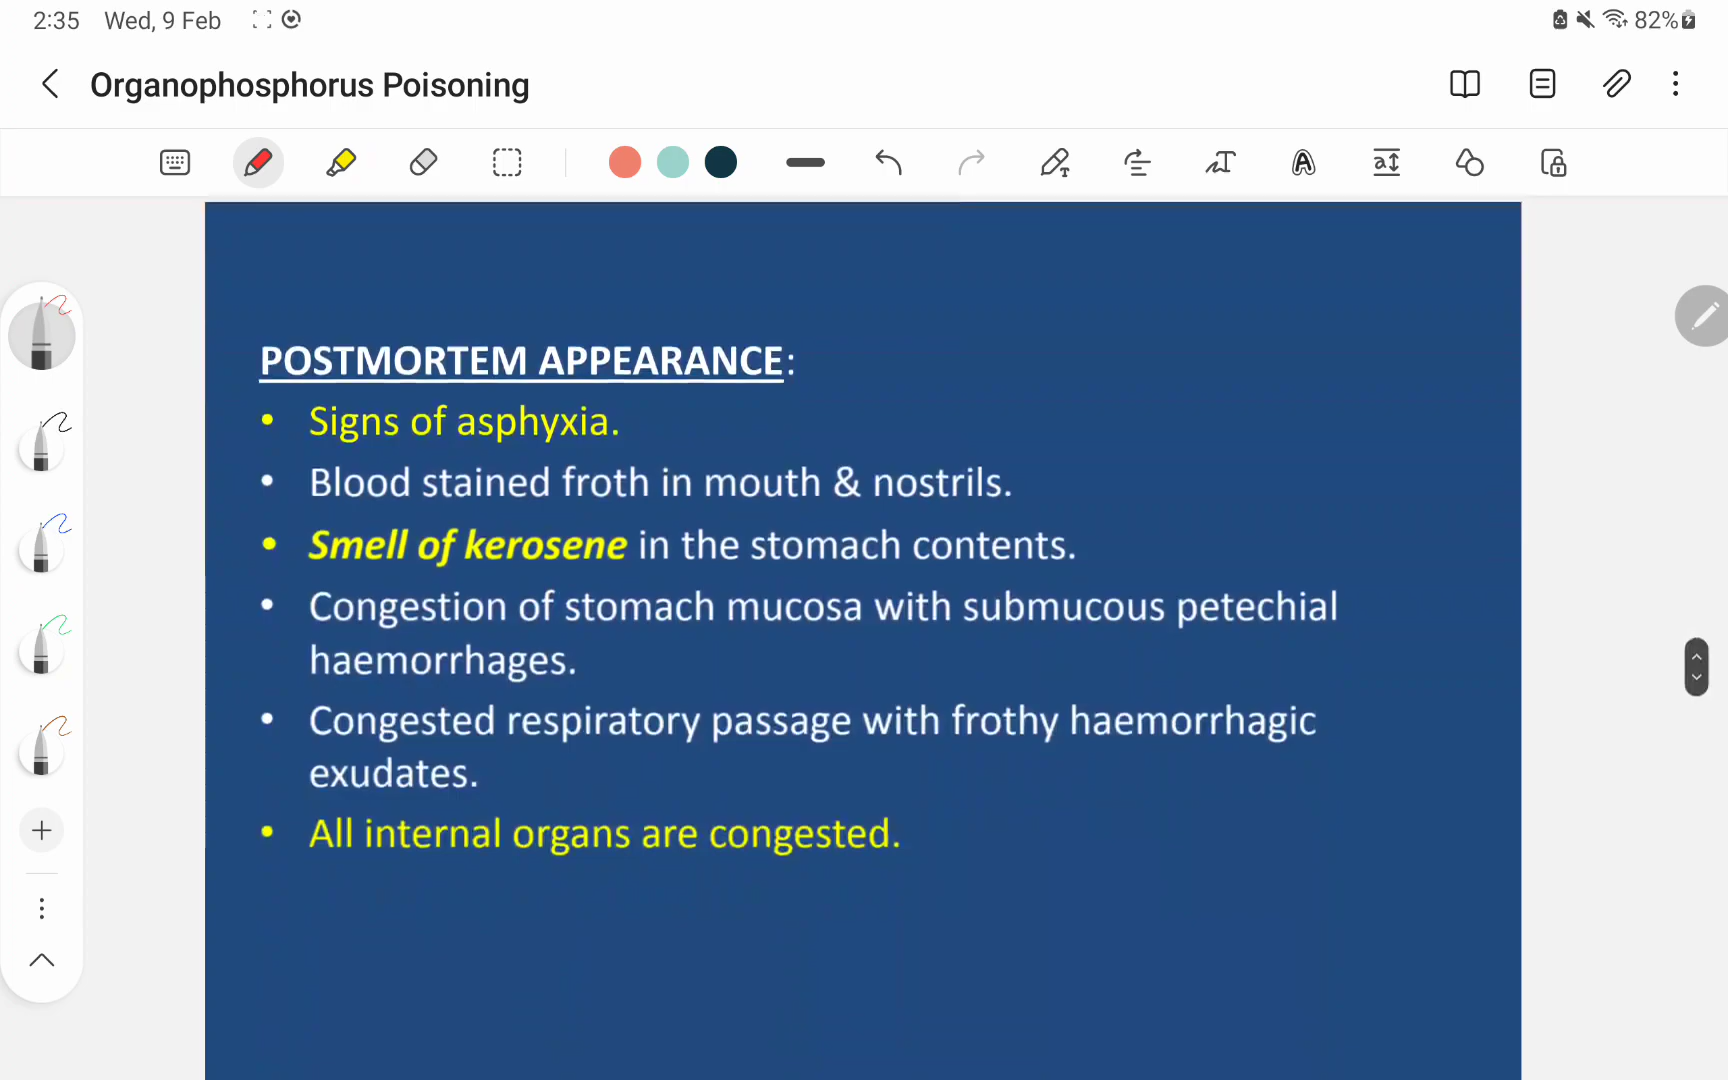 2:35 Wed, 9 Feb 82%
Organophosphorus Poisoning
POSTMORTEM APPEARANCE:
• Signs of asphyxia.
• Blood stained froth in mouth & nostrils.
• Smell of kerosene in the stomach contents.
• Congestion of stomach mucosa with submucous petechial
haemorrhages.
• Congested respiratory passage with frothy haemorrhagic
exudates.
• All internal organs are congested.